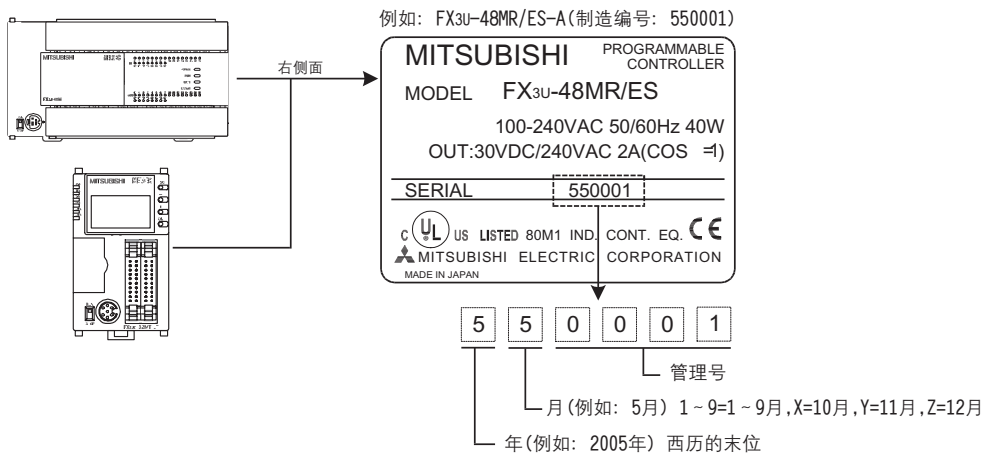 例如: FX3U-48MR/ES-A(制造编号: 550001)
MITSUBISHI
PROGRAMMABLE
CONTROLLER
MODEL FX3U-48MR/ES
100-240VAC 50/60Hz 40W
OUT:30VDC/240VAC 2A(COS =1)
SERIAL 550001
C UL US LISTED 80M1 IND. CONT. EQ. CE
MITSUBISHI ELECTRIC CORPORATION
MADE IN JAPAN
右侧面
MITSUBISHI
MITSUBISHI
5 5 0 0 0 1
管理号
月(例如: 5月) 1~9=1~9月,X=10月,Y=11月,Z=12月
年(例如: 2005年) 西历的末位